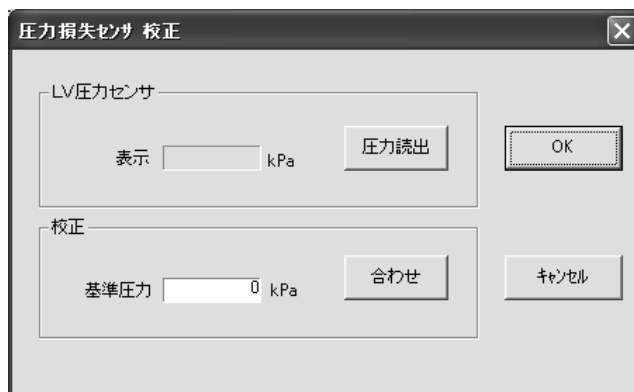 圧力損失ｾﾝｻ 校正
LV圧力センサ
表示 kPa 圧力読出
OK
校正
基準圧力 0 kPa 合わせ
ｷｬﾝｾﾙ